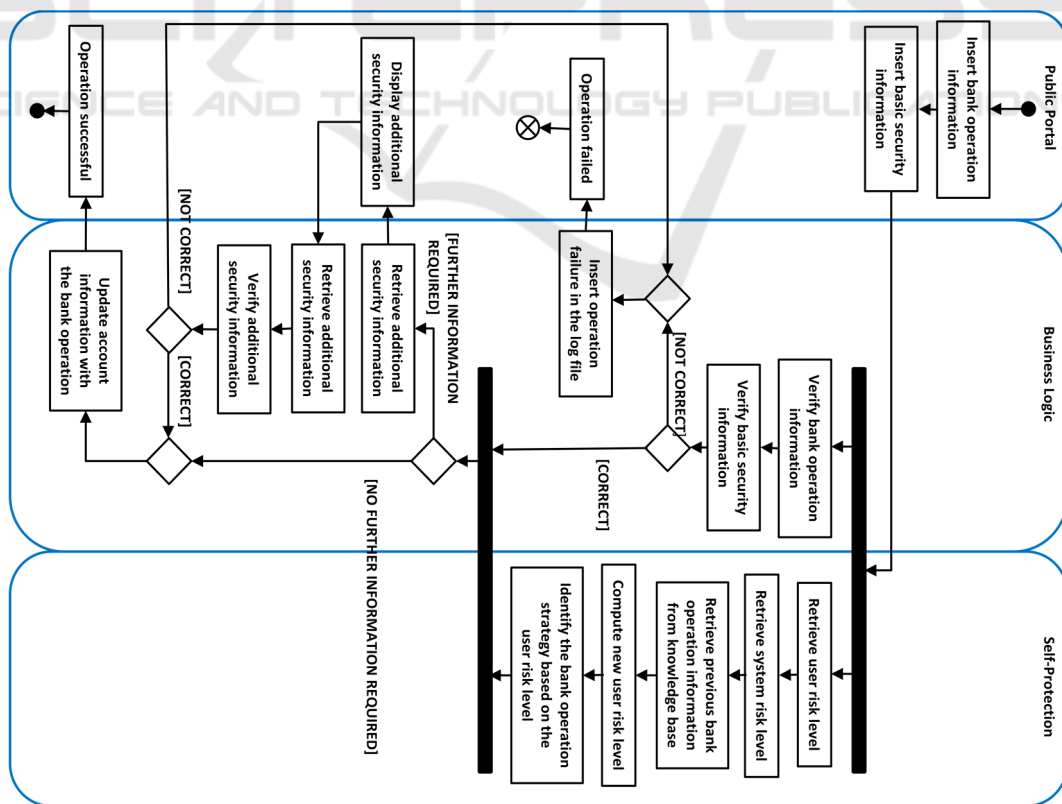 Public Portal
Insert bank operation
information
Insert basic security
information
Operation failed
Display additional
security information
Operation successful
Business Logic
Verify bank operation
information
Verify basic security
information
[NOT CORRECT]
[CORRECT]
Insert operation
failure in the log file
[FURTHER INFORMATION
REQUIRED]
[NO FURTHER INFORMATION REQUIRED]
Retrieve additional
security information
Retrieve additional
security information
Verify additional
security information
[NOT CORRECT]
[CORRECT]
Update account
information with
the bank operation
Self-Protection
Retrieve user risk level
Retrieve system risk level
Retrieve previous bank
operation information
from knowledge base
Compute new user risk level
Identify the bank operation
strategy based on the
user risk level
AND TECHNOLOGY